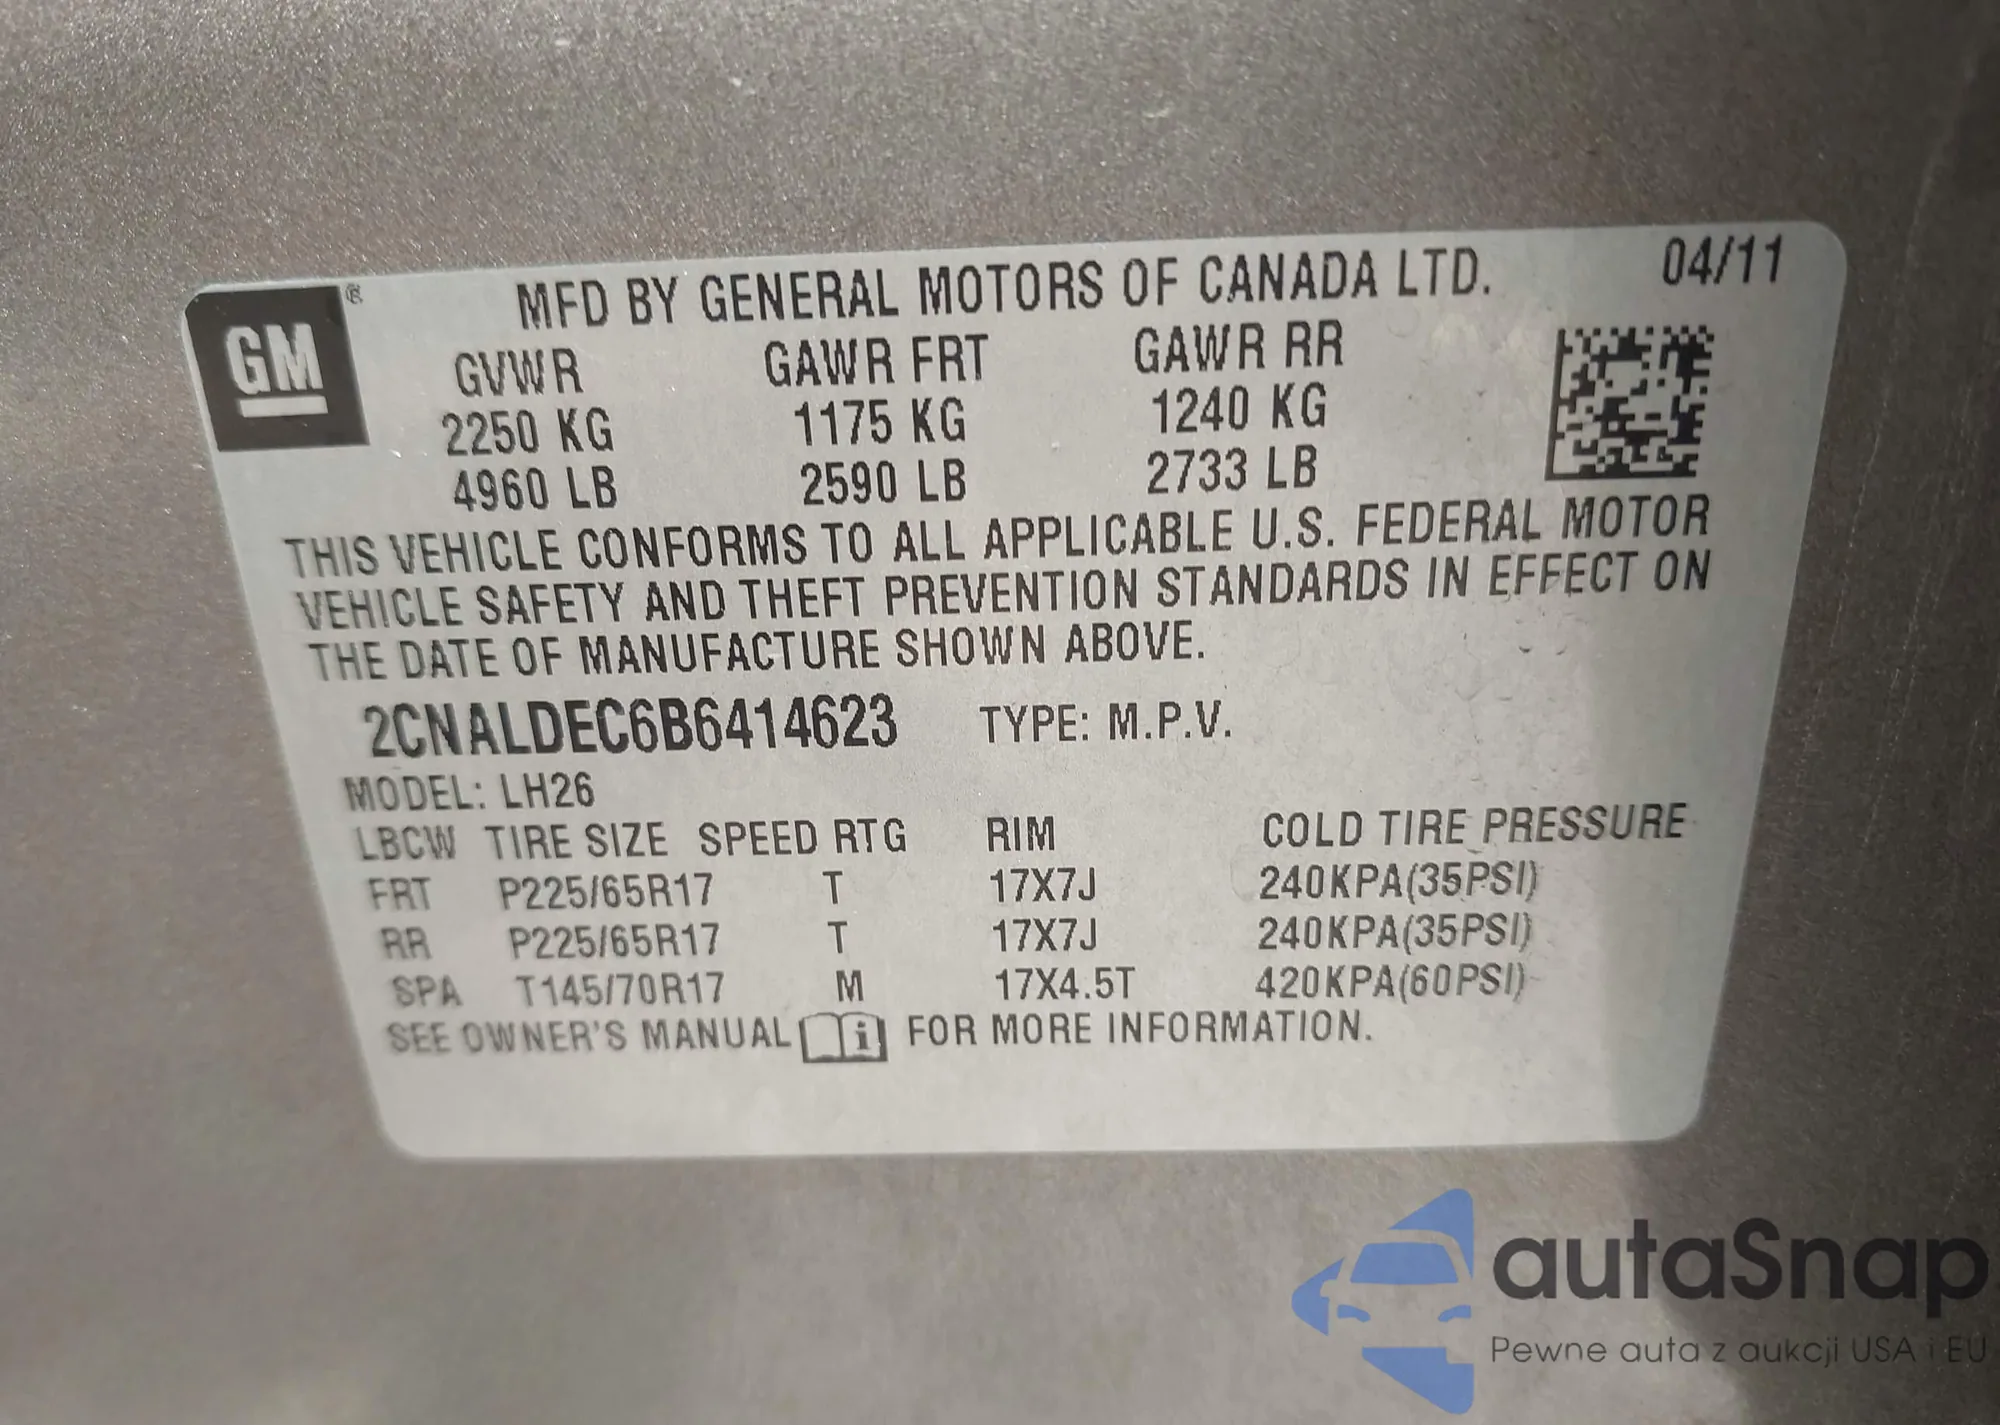 GM ®
MFD BY GENERAL MOTORS OF CANADA LTD. 04/11
GVWR GAWR FRT GAWR RR
2250 KG 1175 KG 1240 KG
4960 LB 2590 LB 2733 LB
THIS VEHICLE CONFORMS TO ALL APPLICABLE U.S. FEDERAL MOTOR
VEHICLE SAFETY AND THEFT PREVENTION STANDARDS IN EFFECT ON
THE DATE OF MANUFACTURE SHOWN ABOVE.
2CNALDEC6B6414623 TYPE: M.P.V.
MODEL: LH26
LBCW TIRE SIZE SPEED RTG RIM COLD TIRE PRESSURE
FRT P225/65R17 T 17X7J 240KPA(35PSI)
RR P225/65R17 T 17X7J 240KPA(35PSI)
SPA T145/70R17 M 17X4.5T 420KPA(60PSI)
SEE OWNER'S MANUAL i FOR MORE INFORMATION.
autaSnap
Pewne auta z aukcji USA i EU